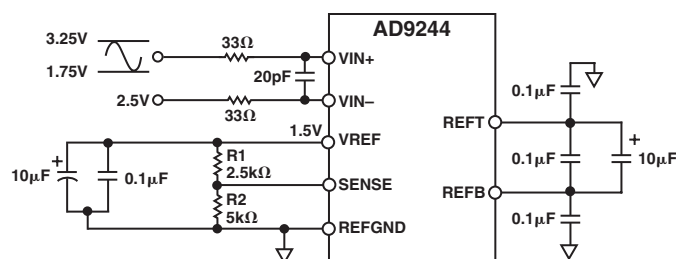 AD9244
3.25V
1.75V
33Ω
VIN+
20pF
2.5V
33Ω
VIN–
1.5V
VREF
R1
2.5kΩ
10μF
+
0.1μF
SENSE
R2
5kΩ
REFGND
REFT
REFB
0.1μF
0.1μF
+
10μF
0.1μF